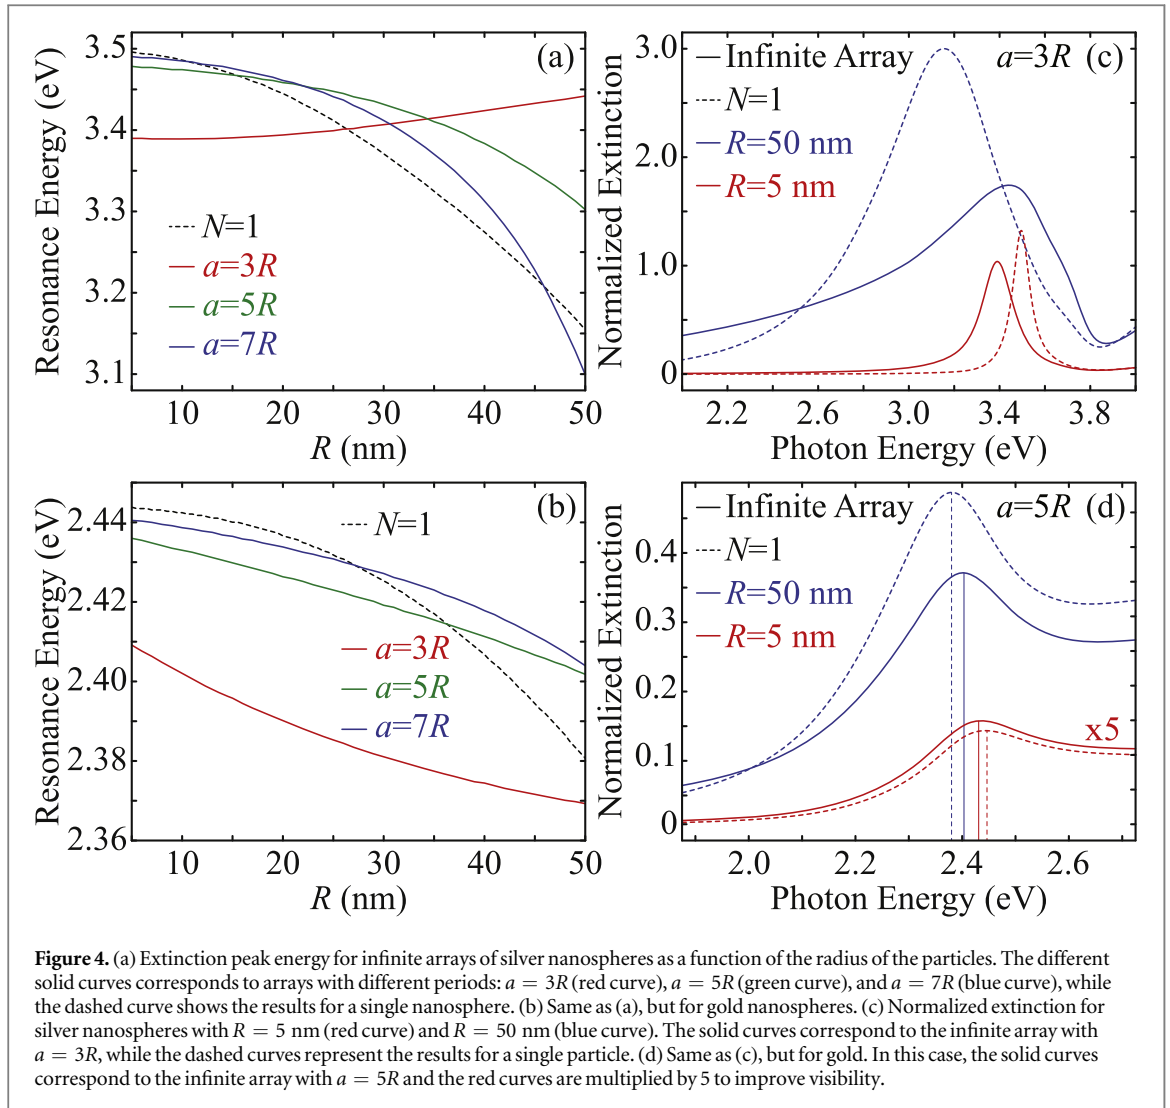 3.5
3.4
3.3
3.2
3.1
Resonance Energy (eV)
(a)
N=1
a=3R
a=5R
a=7R
10 20 30 40 50
R (nm)
3.0
2.0
1.0
0
Normalized Extinction
Infinite Array a=3R (c)
N=1
R=50 nm
R=5 nm
2.2 2.6 3.0 3.4 3.8
Photon Energy (eV)
2.44
2.42
2.40
2.38
2.36
Resonance Energy (eV)
N=1 (b)
a=3R
a=5R
a=7R
10 20 30 40 50
R (nm)
0.4
0.3
0.2
0.1
0
Normalized Extinction
Infinite Array a=5R (d)
N=1
R=50 nm
R=5 nm
x5
2.0 2.2 2.4 2.6
Photon Energy (eV)
Figure 4. (a) Extinction peak energy for infinite arrays of silver nanospheres as a function of the radius of the particles. The different
solid curves corresponds to arrays with different periods: a = 3R (red curve), a = 5R (green curve), and a = 7R (blue curve), while
the dashed curve shows the results for a single nanosphere. (b) Same as (a), but for gold nanospheres. (c) Normalized extinction for
silver nanospheres with R = 5 nm (red curve) and R = 50 nm (blue curve). The solid curves correspond to the infinite array with
a = 3R, while the dashed curves represent the results for a single particle. (d) Same as (c), but for gold. In this case, the solid curves
correspond to the infinite array with a = 5R and the red curves are multiplied by 5 to improve visibility.